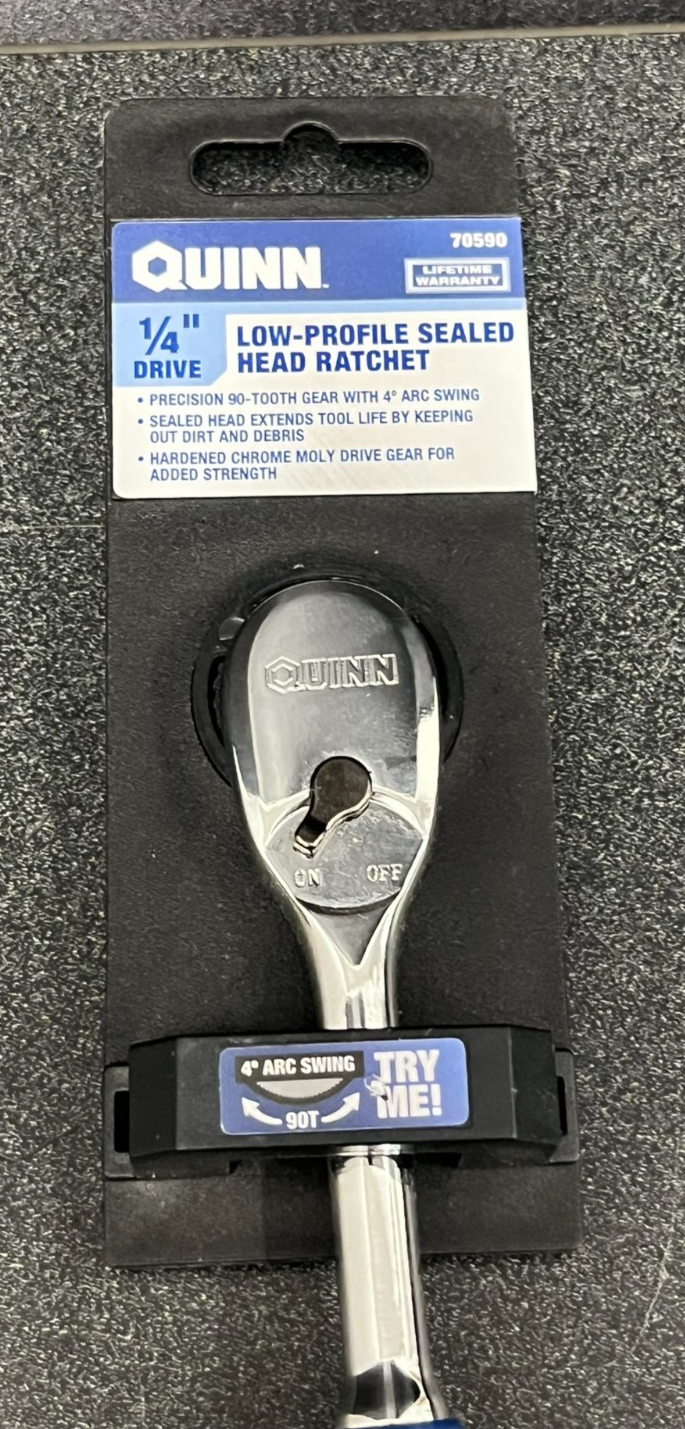 QUINN
70590
LIFETIME
WARRANTY
1/4"
DRIVE
LOW-PROFILE SEALED
HEAD RATCHET
• PRECISION 90-TOOTH GEAR WITH 4° ARC SWING
• SEALED HEAD EXTENDS TOOL LIFE BY KEEPING
OUT DIRT AND DEBRIS
• HARDENED CHROME MOLY DRIVE GEAR FOR
ADDED STRENGTH
QUINN
ON OFF
4° ARC SWING
90T
TRY
ME!